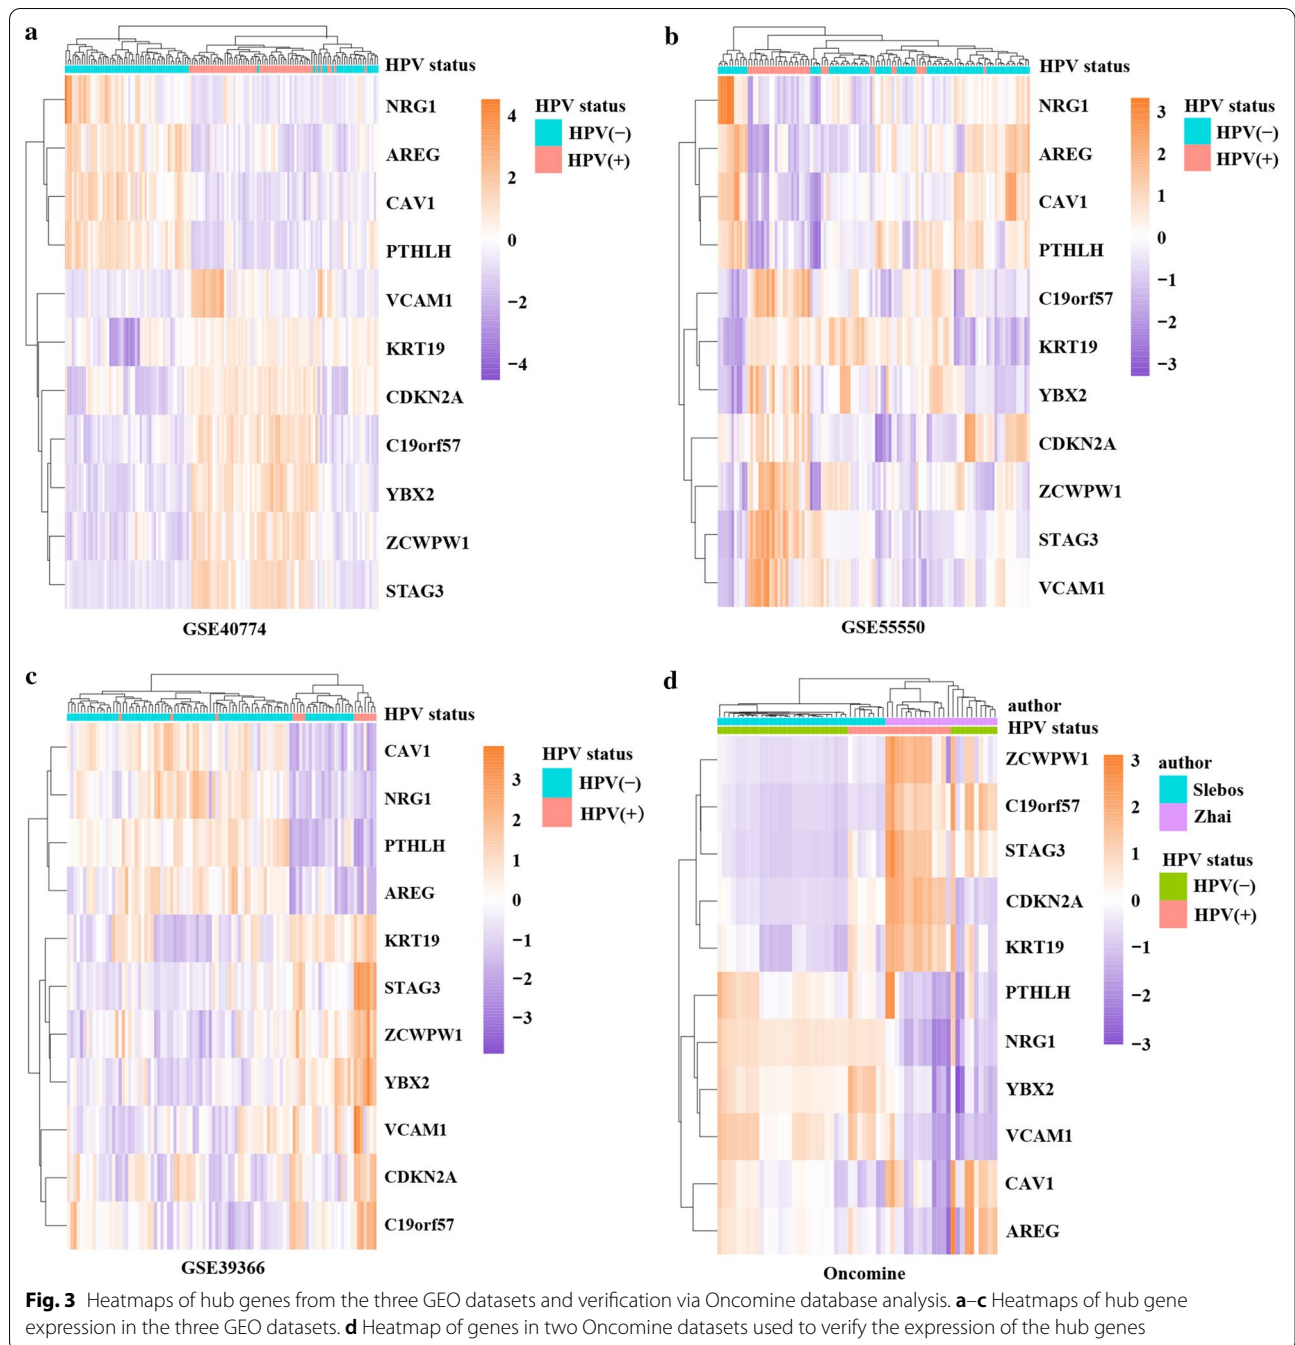 a
HPV status
NRG1
AREG
CAV1
PTHLH
VCAM1
KRT19
CDKN2A
C19orf57
YBX2
ZCWPW1
STAG3
4
2
0
−2
−4
HPV status
HPV(−)
HPV(+)
GSE40774
b
HPV status
NRG1
AREG
CAV1
PTHLH
C19orf57
KRT19
YBX2
CDKN2A
ZCWPW1
STAG3
VCAM1
3
2
1
0
−1
−2
−3
HPV status
HPV(−)
HPV(+)
GSE55550
c
HPV status
CAV1
NRG1
PTHLH
AREG
KRT19
STAG3
ZCWPW1
YBX2
VCAM1
CDKN2A
C19orf57
3
2
1
0
−1
−2
−3
HPV status
HPV(−)
HPV(+)
GSE39366
d
author
HPV status
ZCWPW1
C19orf57
STAG3
CDKN2A
KRT19
PTHLH
NRG1
YBX2
VCAM1
CAV1
AREG
3
2
1
0
−1
−2
−3
author
Slebos
Zhai
HPV status
HPV(−)
HPV(+)
Oncomine
Fig. 3 Heatmaps of hub genes from the three GEO datasets and verification via Oncomine database analysis. a–c Heatmaps of hub gene
expression in the three GEO datasets. d Heatmap of genes in two Oncomine datasets used to verify the expression of the hub genes